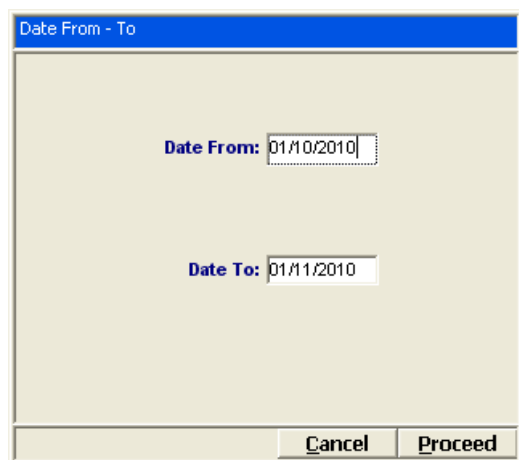 Date From - To
Date From: 01/10/2010
Date To: 01/11/2010
Cancel Proceed